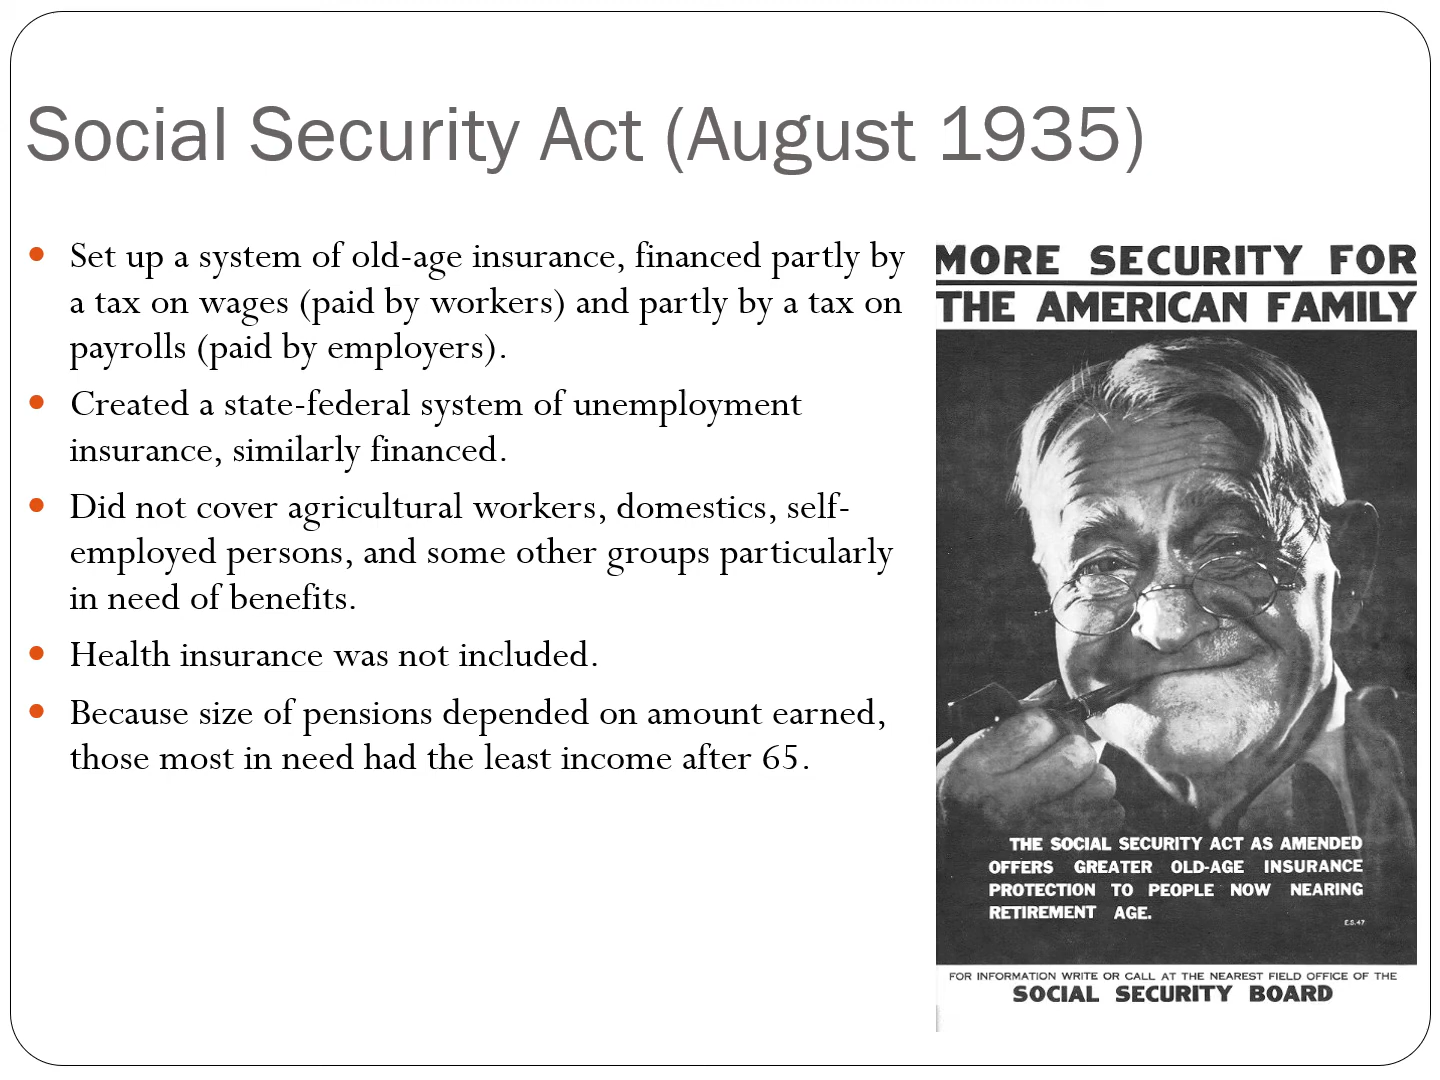 Social Security Act (August 1935)
Set up a system of old-age insurance, financed partly by
a tax on wages (paid by workers) and partly by a tax on
payrolls (paid by employers).
Created a state-federal system of unemployment
insurance, similarly financed.
Did not cover agricultural workers, domestics, self-
employed persons, and some other groups particularly
in need of benefits.
Health insurance was not included.
Because size of pensions depended on amount earned,
those most in need had the least income after 65.
MORE SECURITY FOR
THE AMERICAN FAMILY
THE SOCIAL SECURITY ACT AS AMENDED
OFFERS GREATER OLD-AGE INSURANCE
PROTECTION TO PEOPLE NOW NEARING
RETIREMENT AGE.
E.S.47
FOR INFORMATION WRITE OR CALL AT THE NEAREST FIELD OFFICE OF THE
SOCIAL SECURITY BOARD